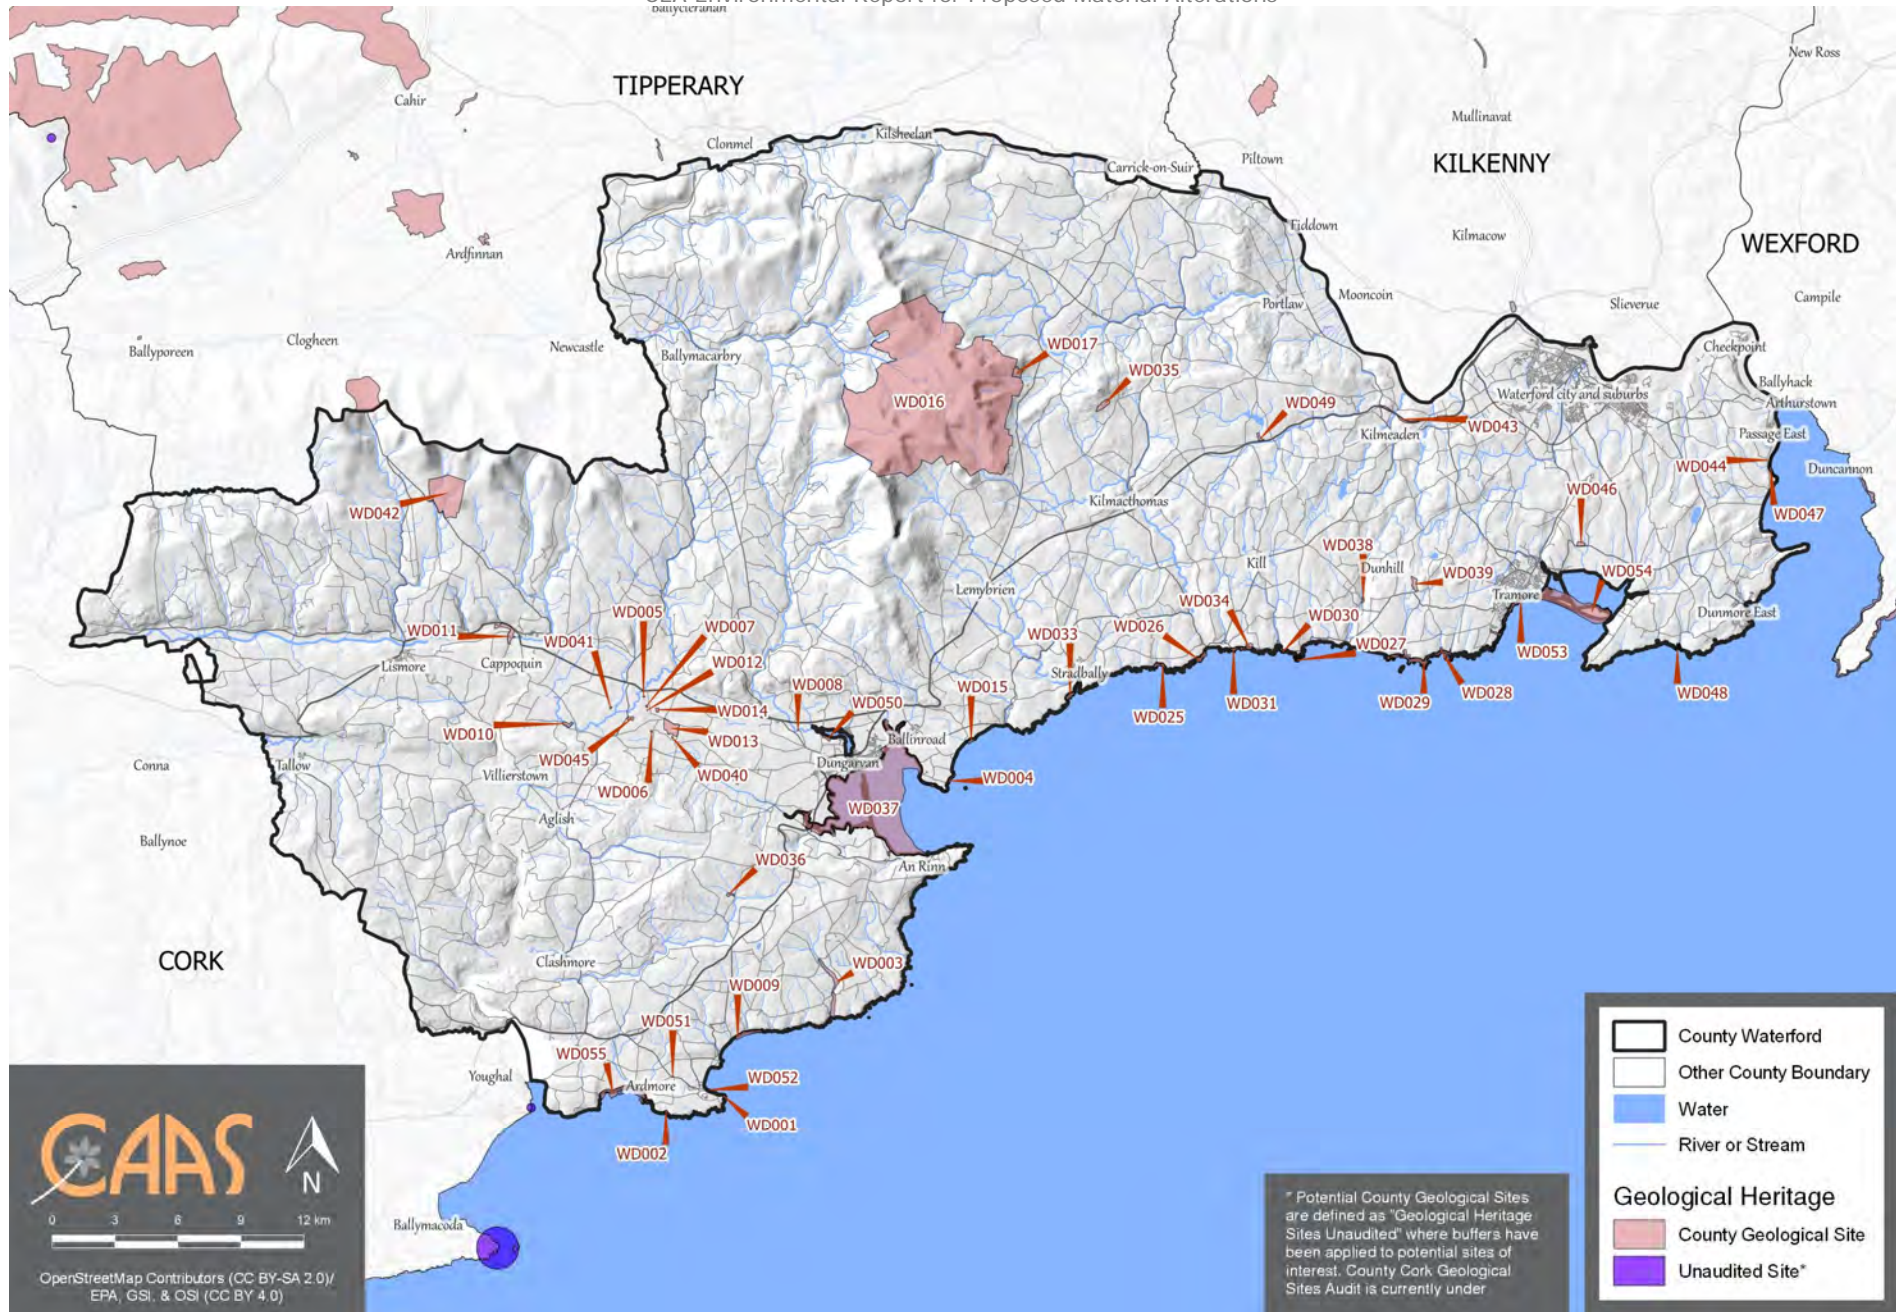 SEA Environmental Report for Proposed Material Alterations
Ballyclerahan
New Ross
TIPPERARY
Cahir
Mullinavat
Clonmel
Kilsheelan
Carrick-on-Suir
Piltown
KILKENNY
Fiddown
Kilmacow
WEXFORD
Ardfinnan
Portlaw
Mooncoin
Slieverue
Campile
Ballyporeen
Clogheen
Newcastle
Ballymacarbry
WD017
Cheekpoint
WD035
Ballyhack
Arthurstown
WD016
WD049
Waterford city and suburbs
WD043
Kilmeaden
Passage East
WD044
Duncannon
WD042
Kilmacthomas
WD046
WD047
WD038
Dunhill
Kill
WD039
WD054
Lemybrien
Tramore
Dunmore East
WD005
WD034
WD030
WD011
WD041
WD007
WD033
WD026
WD027
WD053
Lismore
Cappoquin
WD012
Stradbally
WD008
WD015
WD029
WD028
WD048
WD050
WD014
WD025
WD031
WD010
WD013
Ballinroad
Conna
Tallow
WD045
WD040
Dungarvan
Villierstown
WD006
WD004
WD037
Aglish
Ballynoe
WD036
An Rinn
CORK
Clashmore
WD003
WD009
WD051
WD055
Youghal
Ardmore
WD052
WD001
WD002
Ballymacoda
CAAS
N
0 3 6 9 12 km
OpenStreetMap Contributors (CC BY-SA 2.0)/
EPA, GSI. & OSI (CC BY 4.0)
* Potential County Geological Sites
are defined as "Geological Heritage
Sites Unaudited" where buffers have
been applied to potential sites of
interest. County Cork Geological
Sites Audit is currently under
County Waterford
Other County Boundary
Water
River or Stream
Geological Heritage
County Geological Site
Unaudited Site*